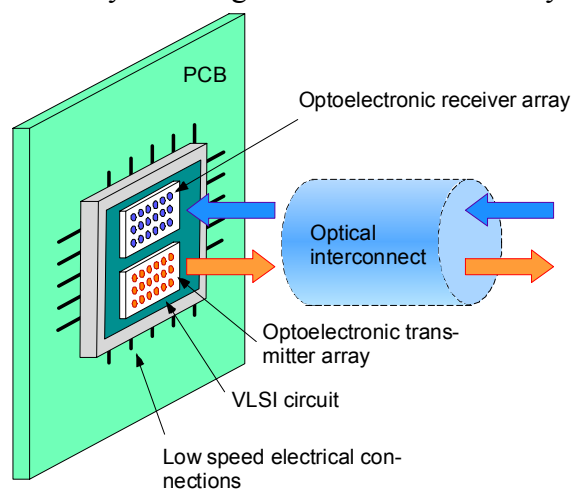 PCB
Optoelectronic receiver array
Optical
interconnect
Optoelectronic trans-
mitter array
VLSI circuit
Low speed electrical con-
nections